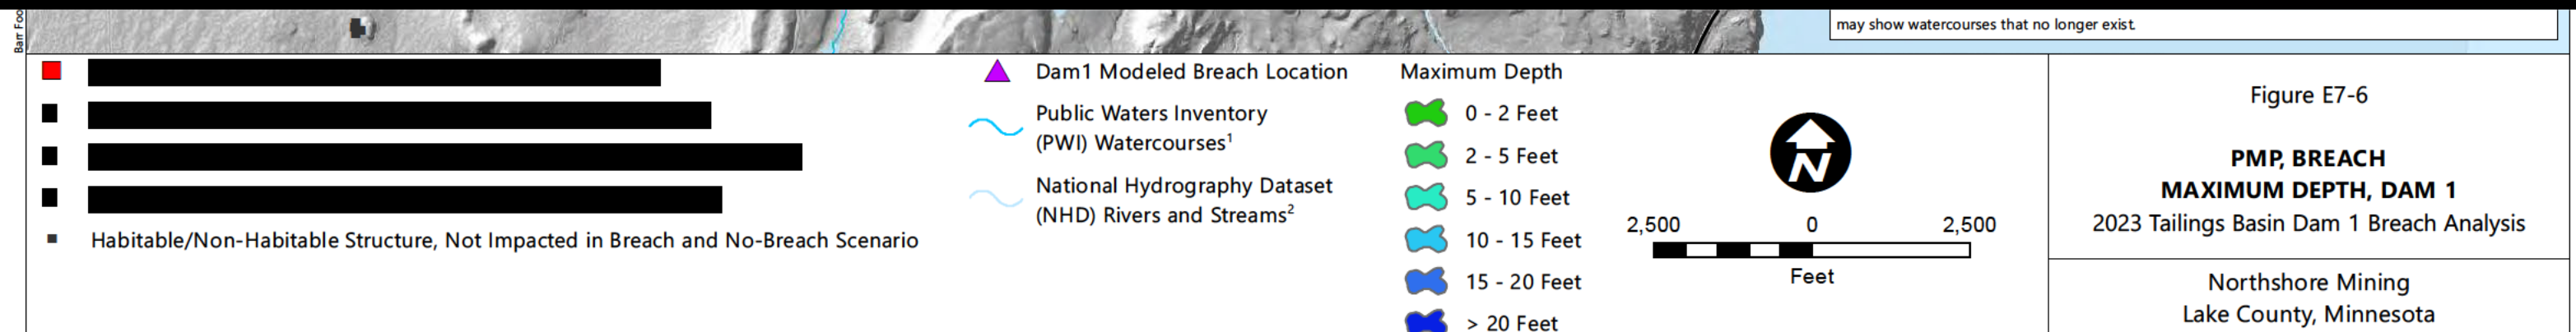 Barr Foo
may show watercourses that no longer exist.
Habitable/Non-Habitable Structure, Not Impacted in Breach and No-Breach Scenario
Dam1 Modeled Breach Location
Public Waters Inventory
(PWI) Watercourses¹
National Hydrography Dataset
(NHD) Rivers and Streams²
Maximum Depth
0 - 2 Feet
2 - 5 Feet
5 - 10 Feet
10 - 15 Feet
15 - 20 Feet
> 20 Feet
N
2,500 0 2,500
Feet
Figure E7-6
PMP, BREACH
MAXIMUM DEPTH, DAM 1
2023 Tailings Basin Dam 1 Breach Analysis
Northshore Mining
Lake County, Minnesota